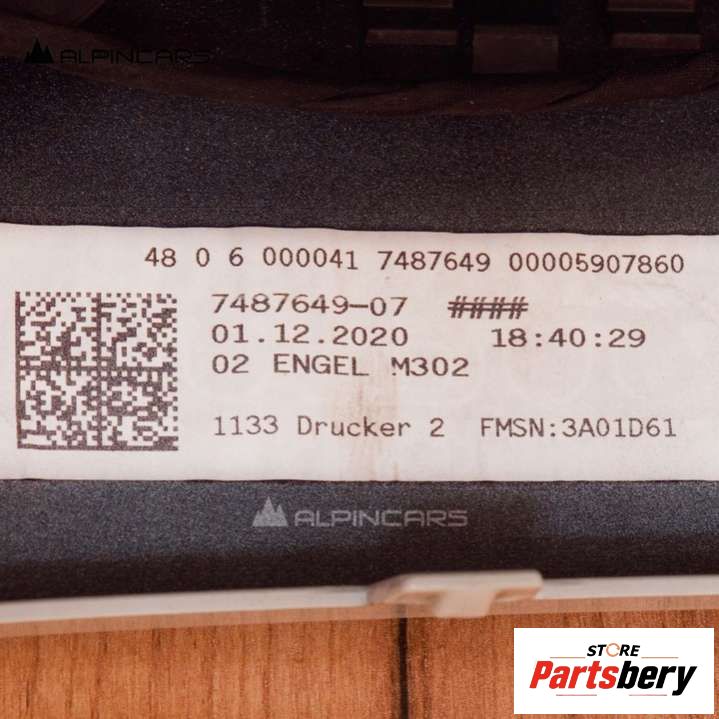 ALPINCARS
48 0 6 000041 7487649 00005907860
7487649-07 ####
01.12.2020 18:40:29
02 ENGEL M302
1133 Drucker 2 FMSN:3A01D61
ALPINCARS
STORE
Partsbery